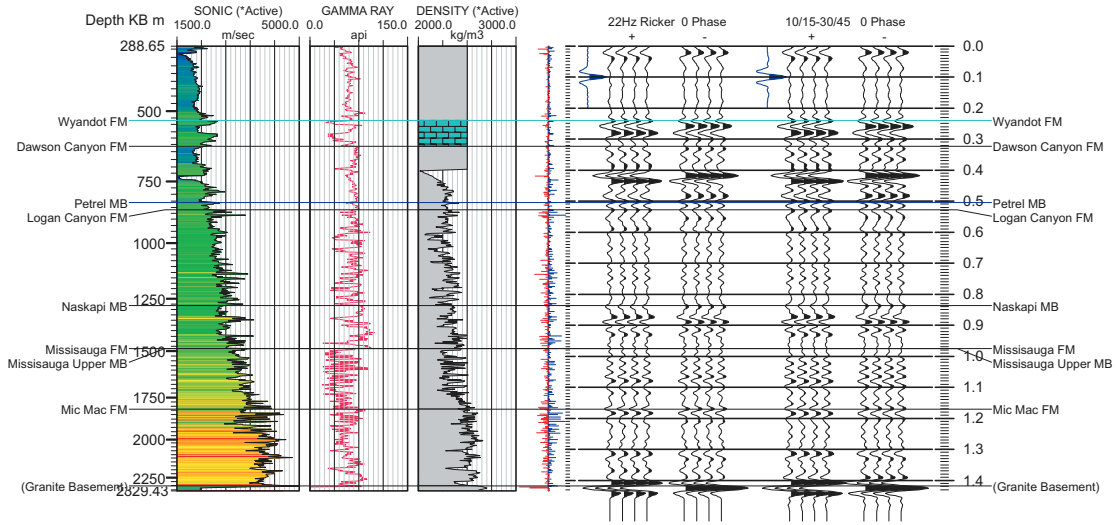 Depth KB m
SONIC (*Active)
1500.0 5000.0
m/sec
GAMMA RAY
0.0 150.0
api
DENSITY (*Active)
2000.0 3000.0
kg/m3
22Hz Ricker 0 Phase
+ -
10/15-30/45 0 Phase
+ -
288.65
500
Wyandot FM
Dawson Canyon FM
750
Petrel MB
Logan Canyon FM
1000
1250
Naskapi MB
Missisauga FM
1500
Missisauga Upper MB
1750
Mic Mac FM
2000
2250
(Granite Basement)
2329.43
0.0
0.1
0.2
Wyandot FM
0.3
Dawson Canyon FM
0.4
0.5
Petrel MB
Logan Canyon FM
0.6
0.7
0.8
Naskapi MB
0.9
Missisauga FM
1.0
Missisauga Upper MB
1.1
Mic Mac FM
1.2
1.3
1.4
(Granite Basement)